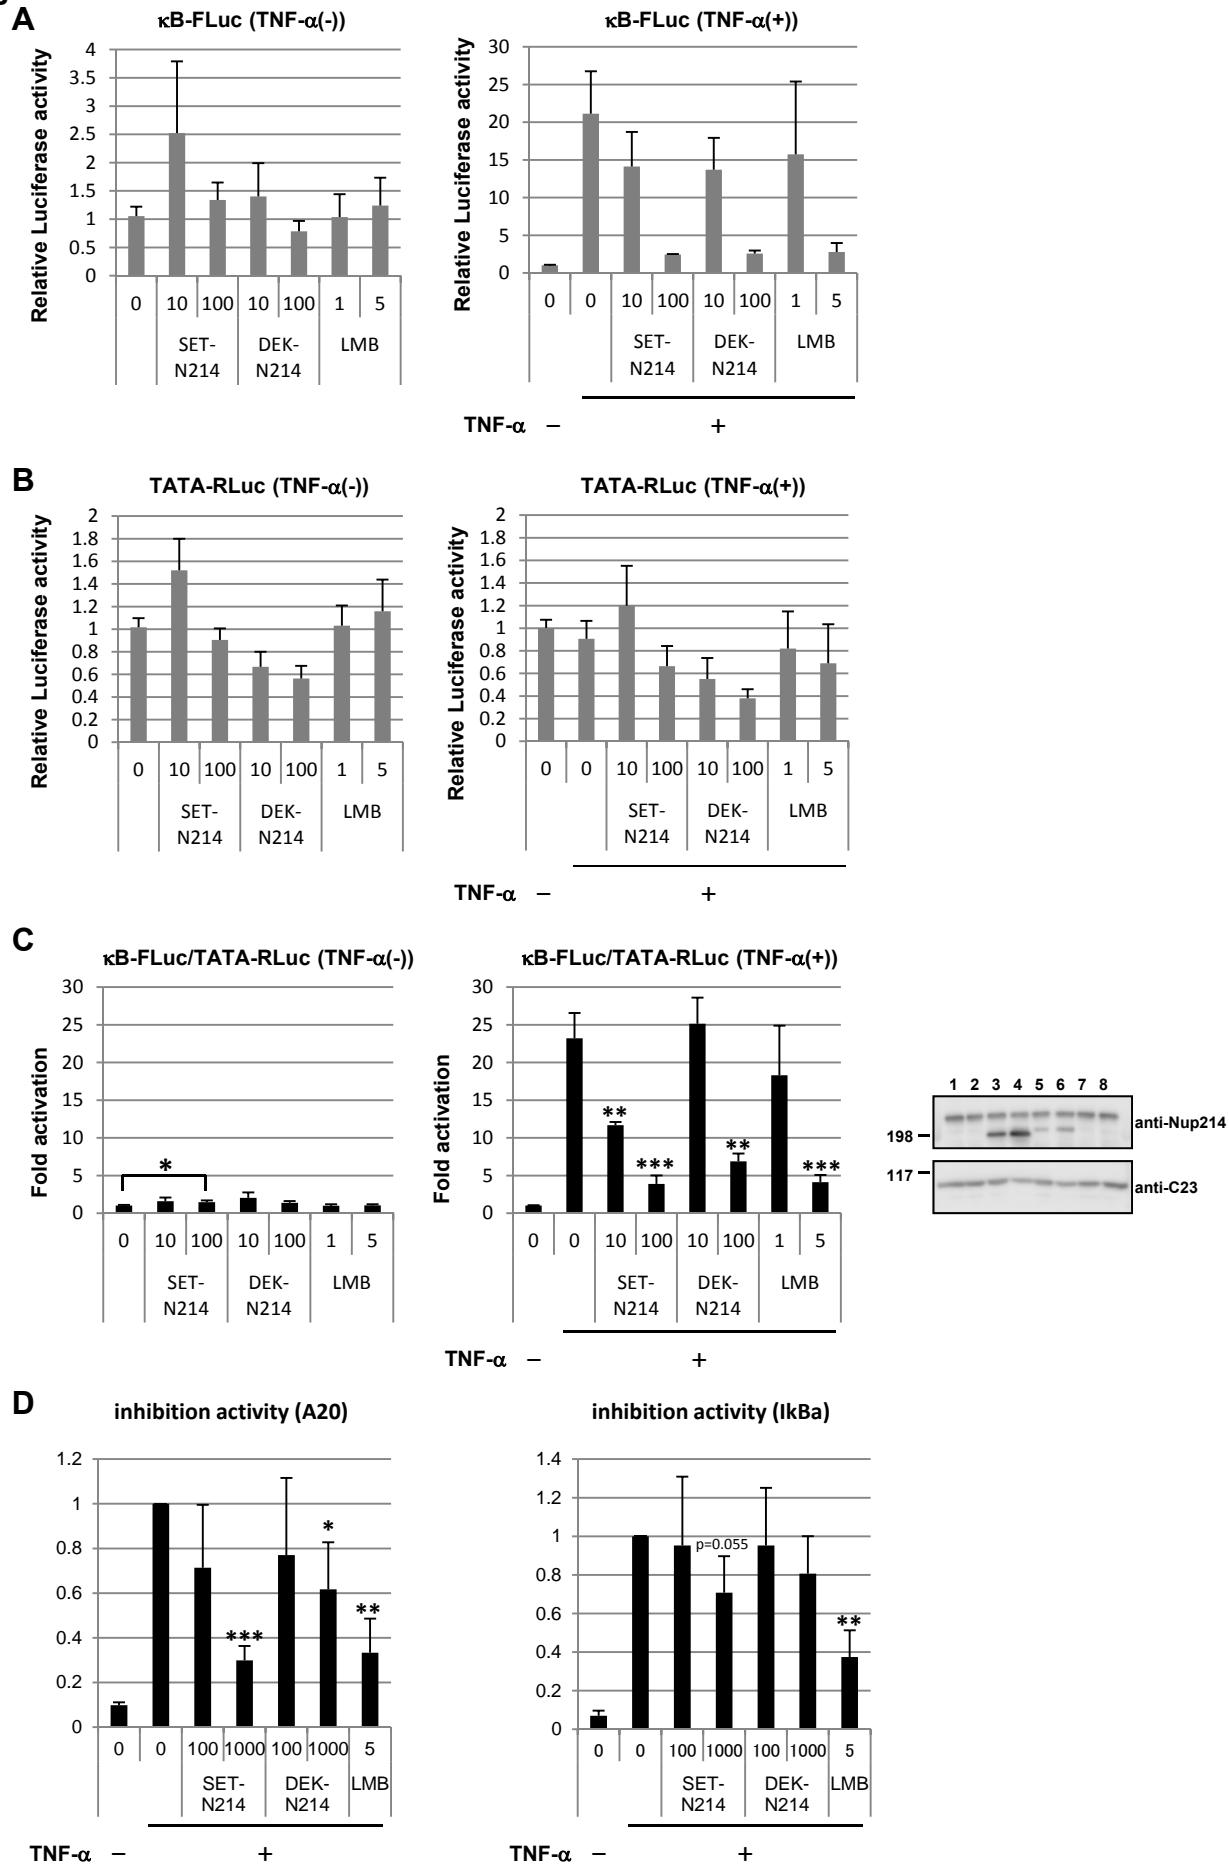 A
κB-FLuc (TNF-α(-))
Relative Luciferase activity
4
3.5
3
2.5
2
1.5
1
0.5
0
0 10 100 10 100 1 5
SET- DEK- LMB
N214 N214
κB-FLuc (TNF-α(+))
Relative Luciferase activity
30
25
20
15
10
5
0
0 0 10 100 10 100 1 5
SET- DEK- LMB
N214 N214
TNF-α − +
B
TATA-RLuc (TNF-α(-))
Relative Luciferase activity
2
1.8
1.6
1.4
1.2
1
0.8
0.6
0.4
0.2
0
0 10 100 10 100 1 5
SET- DEK- LMB
N214 N214
TATA-RLuc (TNF-α(+))
Relative Luciferase activity
2
1.8
1.6
1.4
1.2
1
0.8
0.6
0.4
0.2
0
0 0 10 100 10 100 1 5
SET- DEK- LMB
N214 N214
TNF-α − +
C
κB-FLuc/TATA-RLuc (TNF-α(-))
Fold activation
30
25
20
15
10
5
0
*
0 10 100 10 100 1 5
SET- DEK- LMB
N214 N214
κB-FLuc/TATA-RLuc (TNF-α(+))
Fold activation
30
25
20
15
10
5
0
** *** ** ***
0 0 10 100 10 100 1 5
SET- DEK- LMB
N214 N214
TNF-α − +
1 2 3 4 5 6 7 8
anti-Nup214
198
117
anti-C23
D
inhibition activity (A20)
1.2
1
0.8
0.6
0.4
0.2
0
*** * **
0 0 100 1000 100 1000 5
SET- DEK- LMB
N214 N214
TNF-α − +
inhibition activity (IkBa)
1.4
1.2
1
0.8
0.6
0.4
0.2
0
p=0.055
**
0 0 100 1000 100 1000 5
SET- DEK- LMB
N214 N214
TNF-α − +